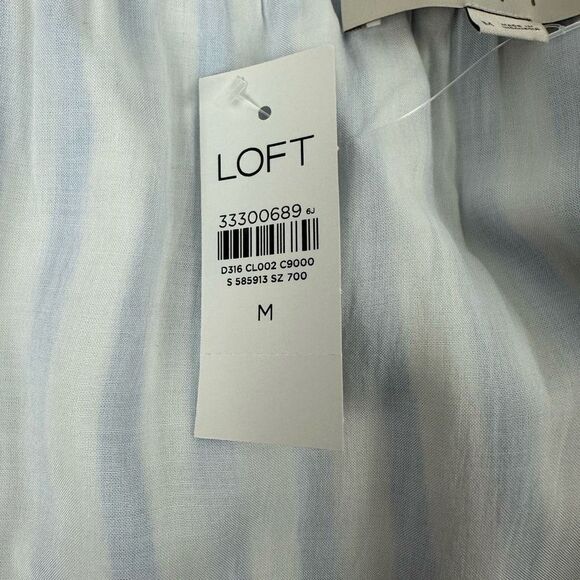 M
LOFT
33300689 6J
D316 CL002 C9000
S 585913 SZ 700
M